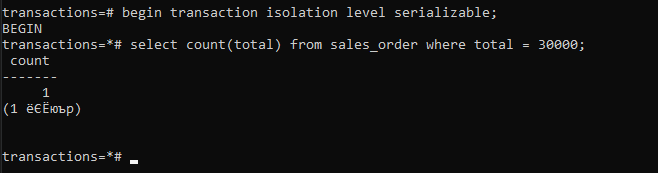 transactions=# begin transaction isolation level serializable;
BEGIN
transactions=*# select count(total) from sales_order where total = 30000;
count
-------
1
(1 ёЄЁюър)
transactions=*#